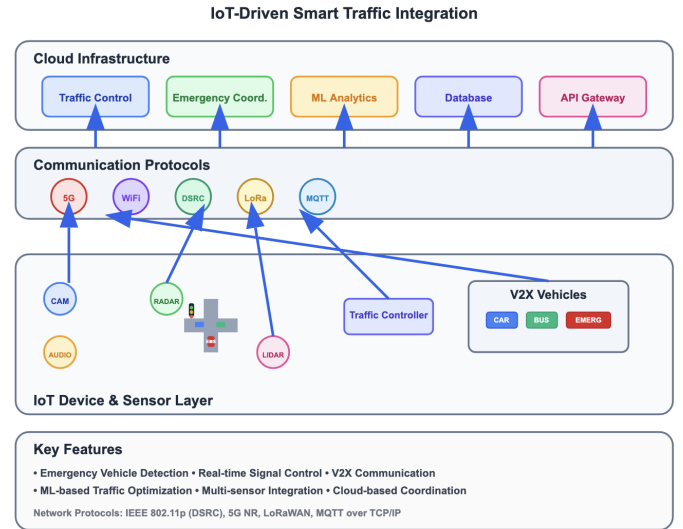 IoT-Driven Smart Traffic Integration
Cloud Infrastructure
Traffic Control
Emergency Coord.
ML Analytics
Database
API Gateway
Communication Protocols
5G
WiFi
DSRC
LoRa
MQTT
CAM
RADAR
Traffic Controller
V2X Vehicles
CAR
BUS
EMERG
AUDIO
LIDAR
IoT Device & Sensor Layer
Key Features
• Emergency Vehicle Detection • Real-time Signal Control • V2X Communication
• ML-based Traffic Optimization • Multi-sensor Integration • Cloud-based Coordination
Network Protocols: IEEE 802.11p (DSRC), 5G NR, LoRaWAN, MQTT over TCP/IP